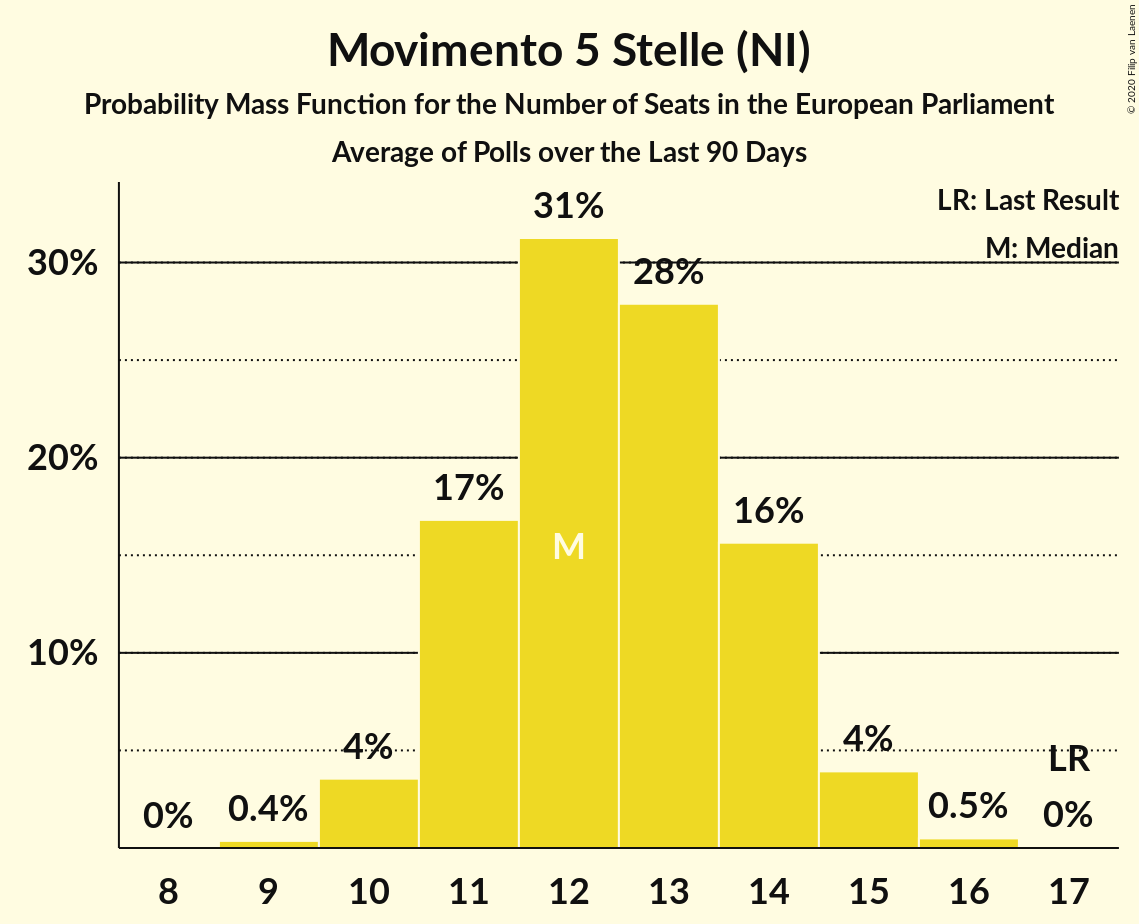 Movimento 5 Stelle (NI)
Probability Mass Function for the Number of Seats in the European Parliament
Average of Polls over the Last 90 Days
© 2020 Filip van Laenen
LR: Last Result
M: Median
30%
20%
10%
0%
0.4%
4%
17%
31%
M
28%
16%
4%
0.5%
LR
0%
8 9 10 11 12 13 14 15 16 17